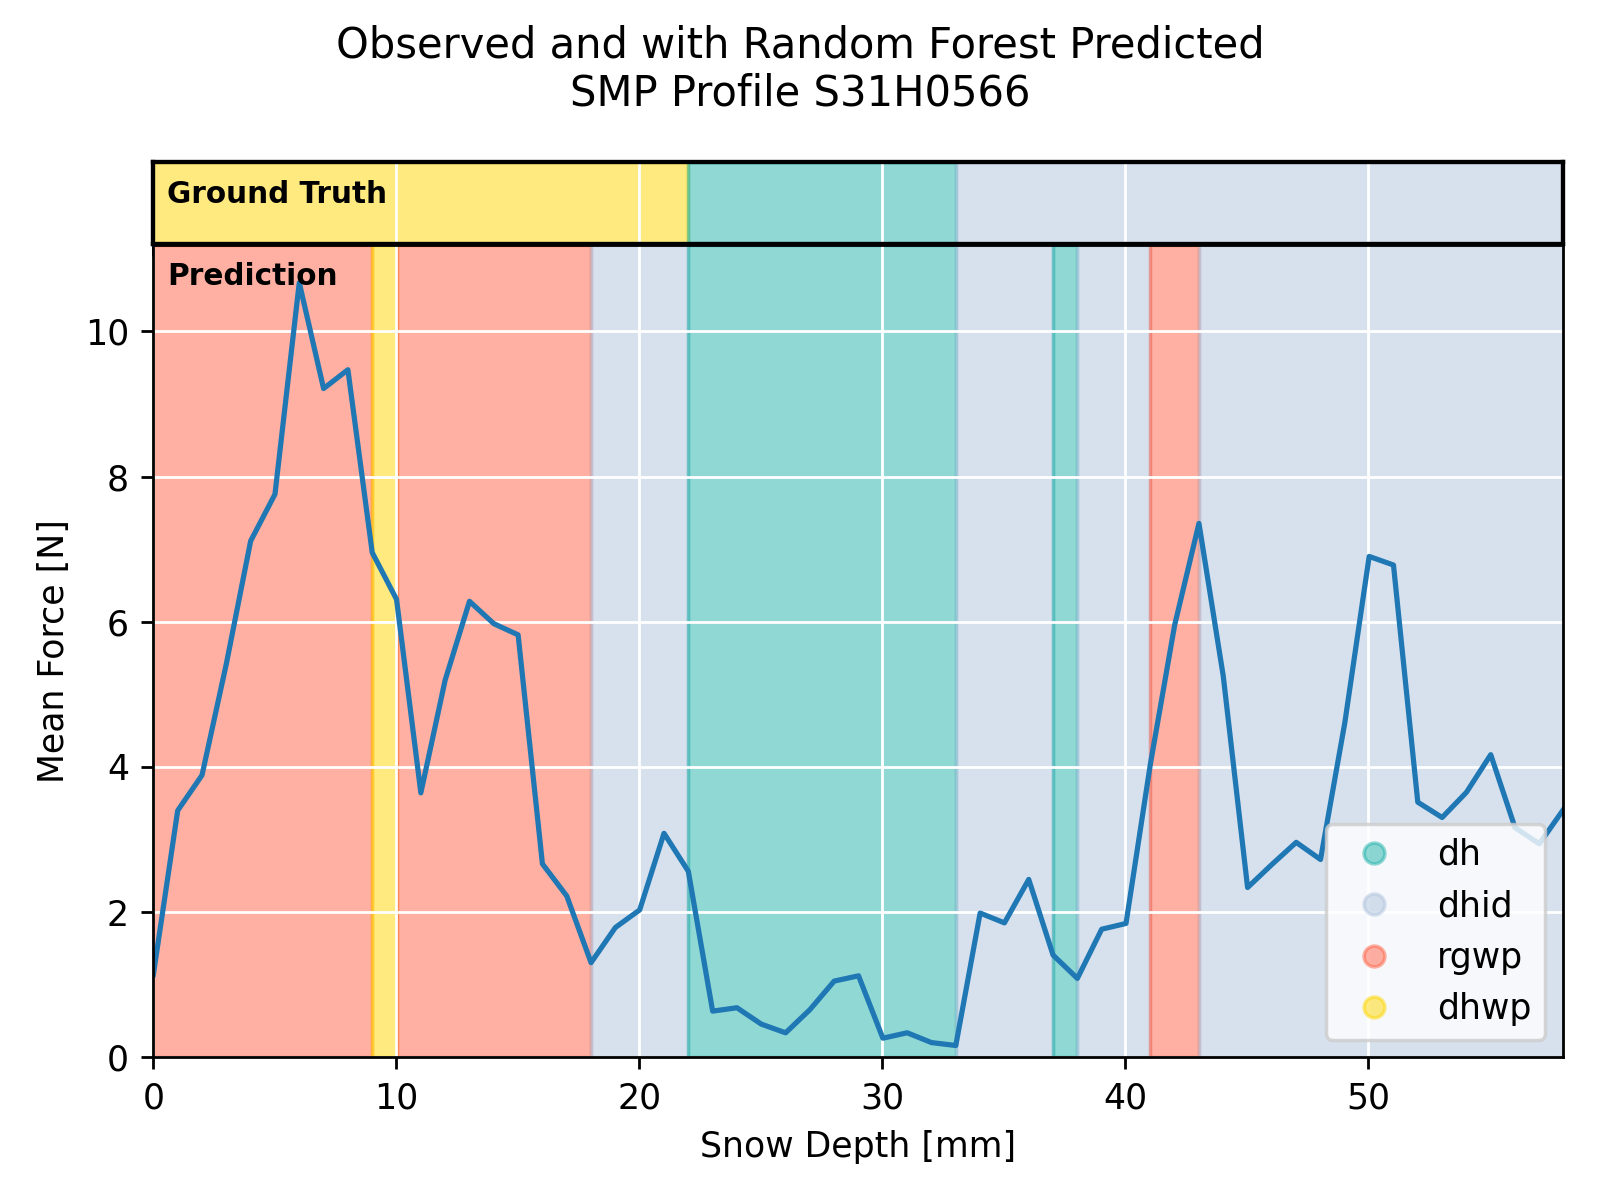 Observed and with Random Forest Predicted
SMP Profile S31H0566
Ground Truth
Prediction
10
8
6
4
2
0
Mean Force [N]
dh
dhid
rgwp
dhwp
0 10 20 30 40 50
Snow Depth [mm]